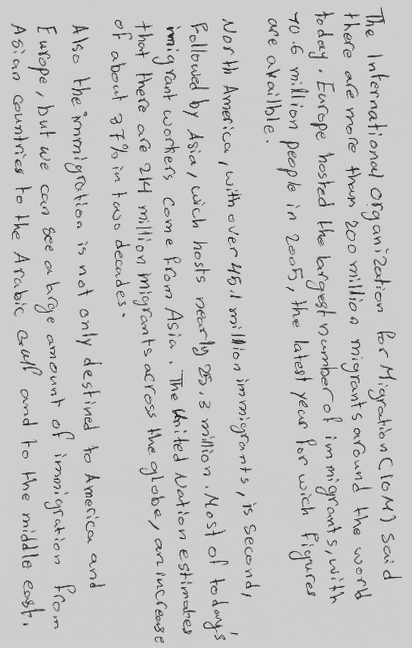 The International Organization for Migration (IOM) said
there are more than 200 million migrants around the world
today. Europe hosted the largest number of immigrants, with
70.6 million people in 2005, the latest year for wich figures
are availble.
North America, with over 45.1 million immigrants, is second,
Followed by Asia, wich hosts nearly 25.3 million. Most of todays'
imigrant workers come from Asia. The United Nation estimates
that there are 214 million migrants across the globe, an increase
of about 37% in two decades.
Also the immigration is not only destined to America and
Europe, but we can see a large amount of immigration from
Asian countries to the Arabic Gulf and to the middle east.